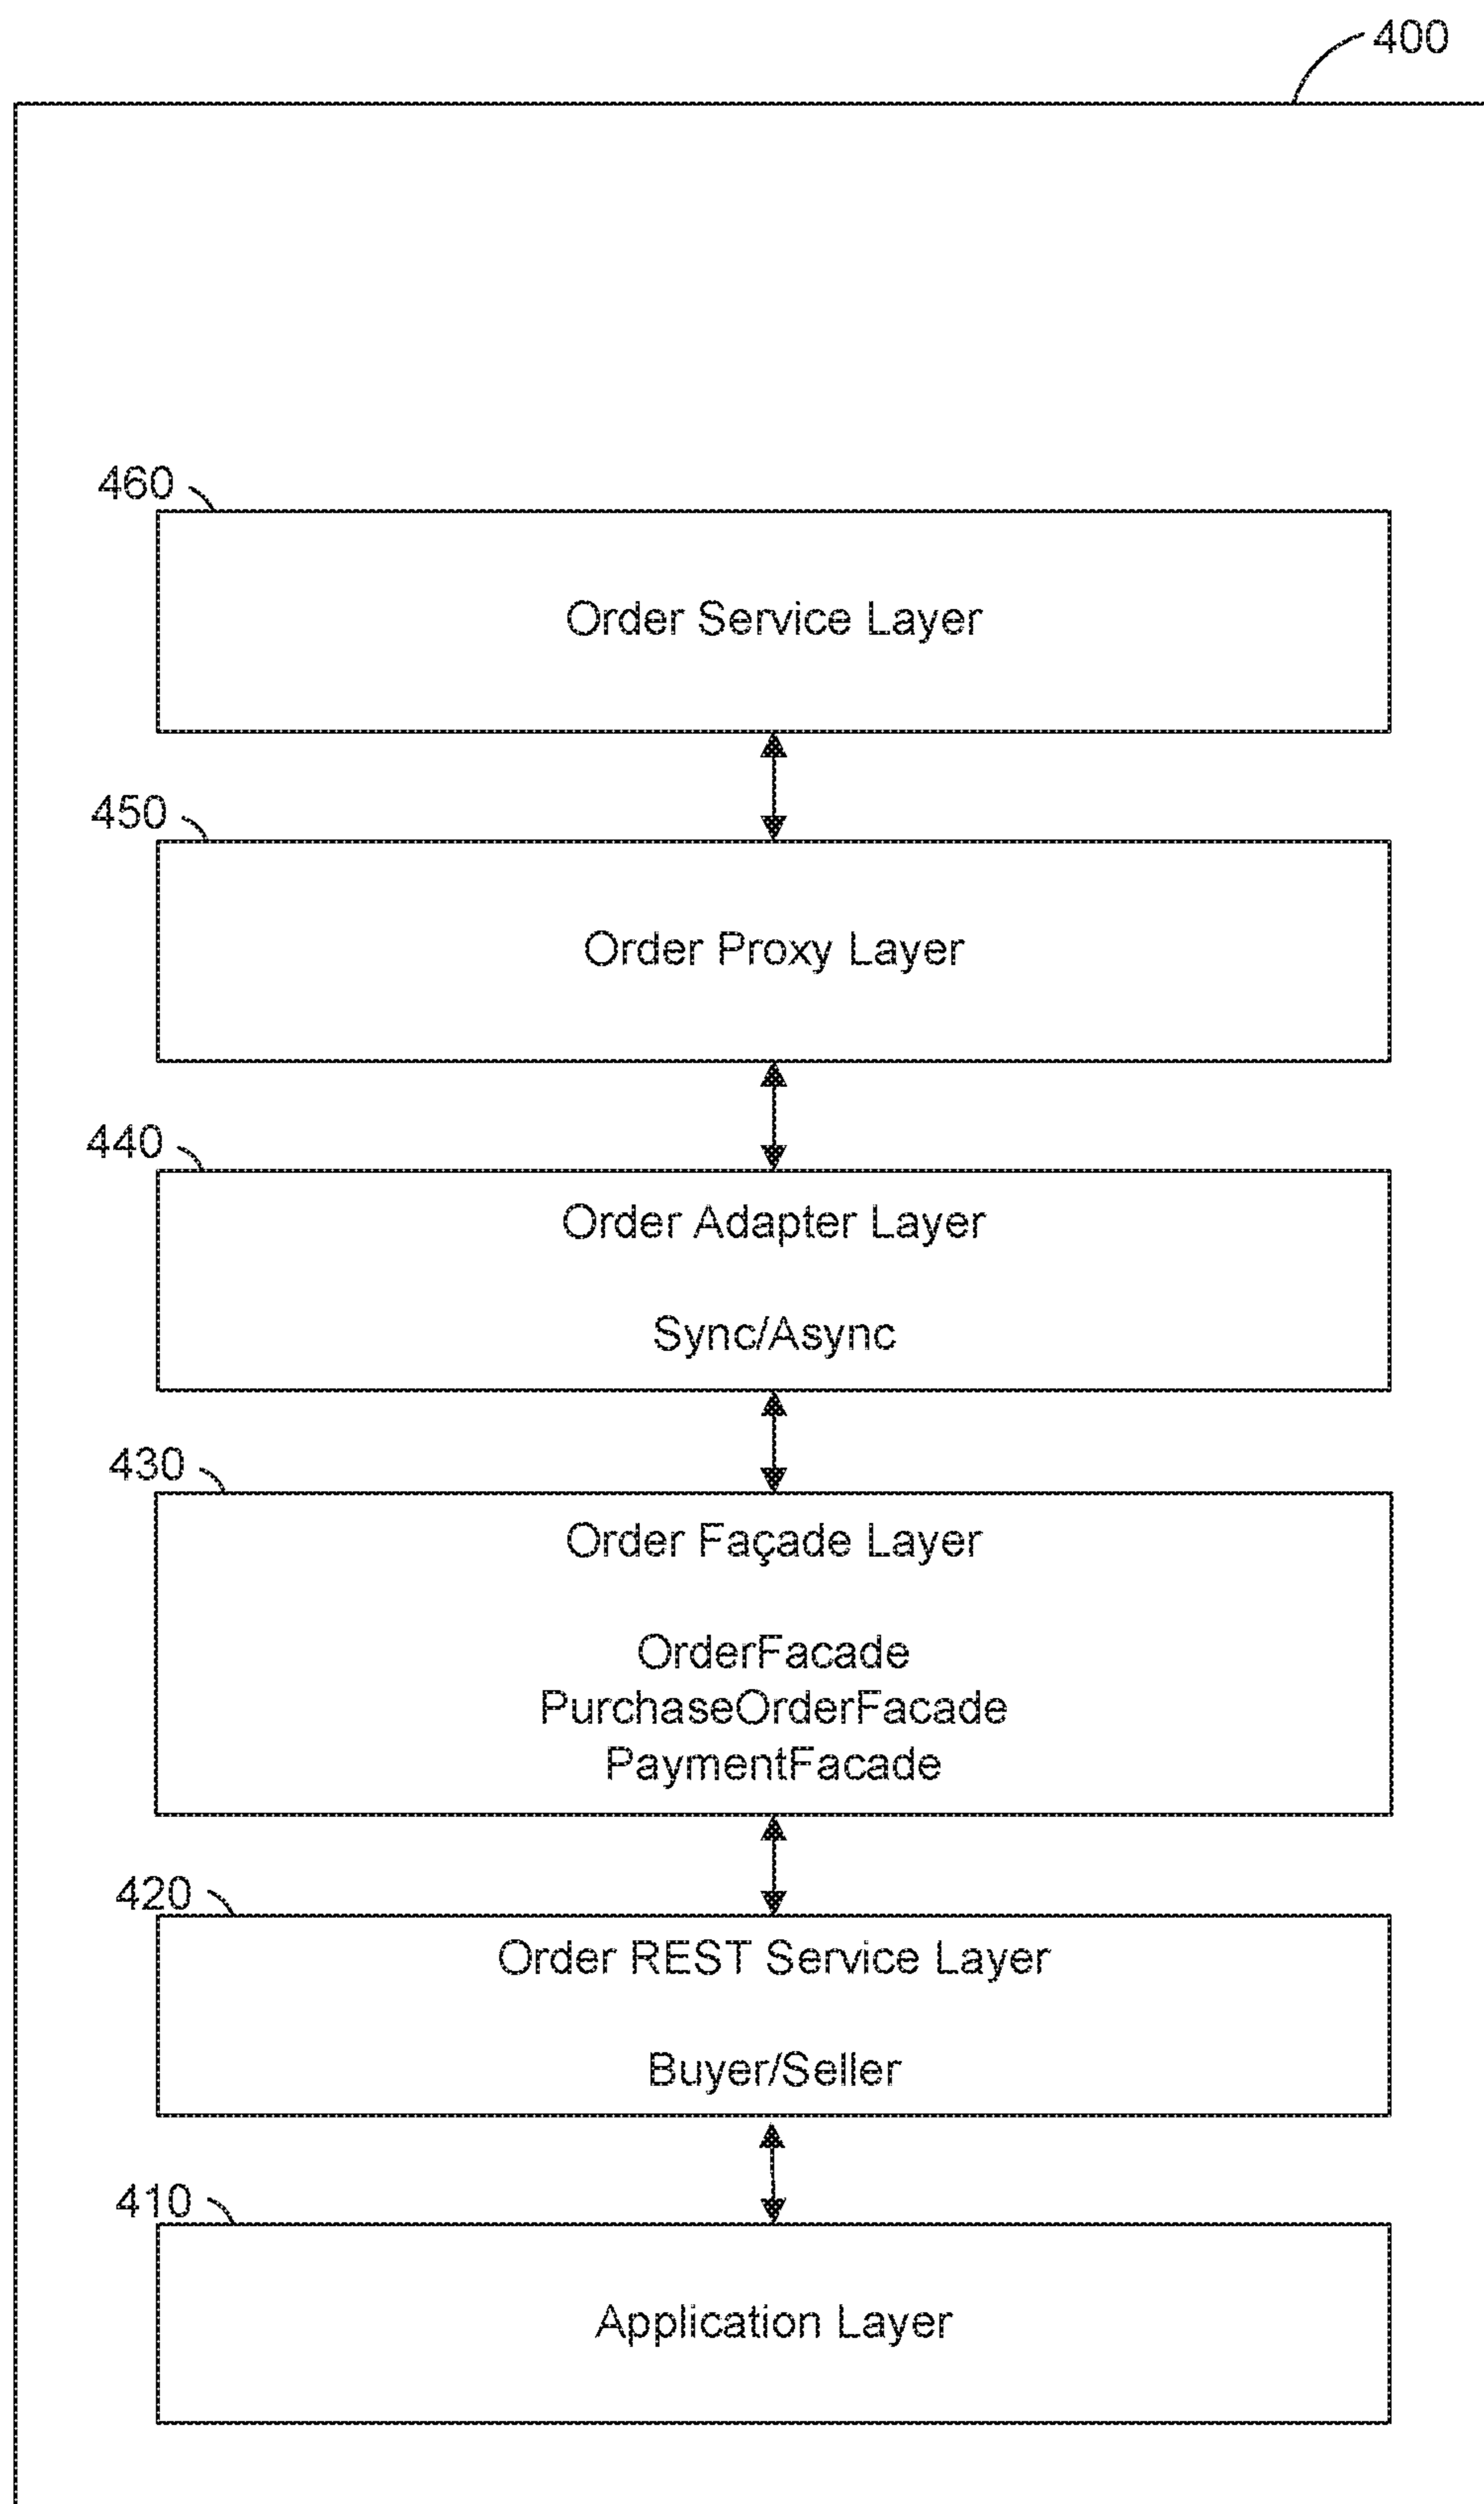 400
460
Order Service Layer
450
Order Proxy Layer
440
Order Adapter Layer
Sync/Async
430
Order Façade Layer
OrderFacade
PurchaseOrderFacade
PaymentFacade
420
Order REST Service Layer
Buyer/Seller
410
Application Layer